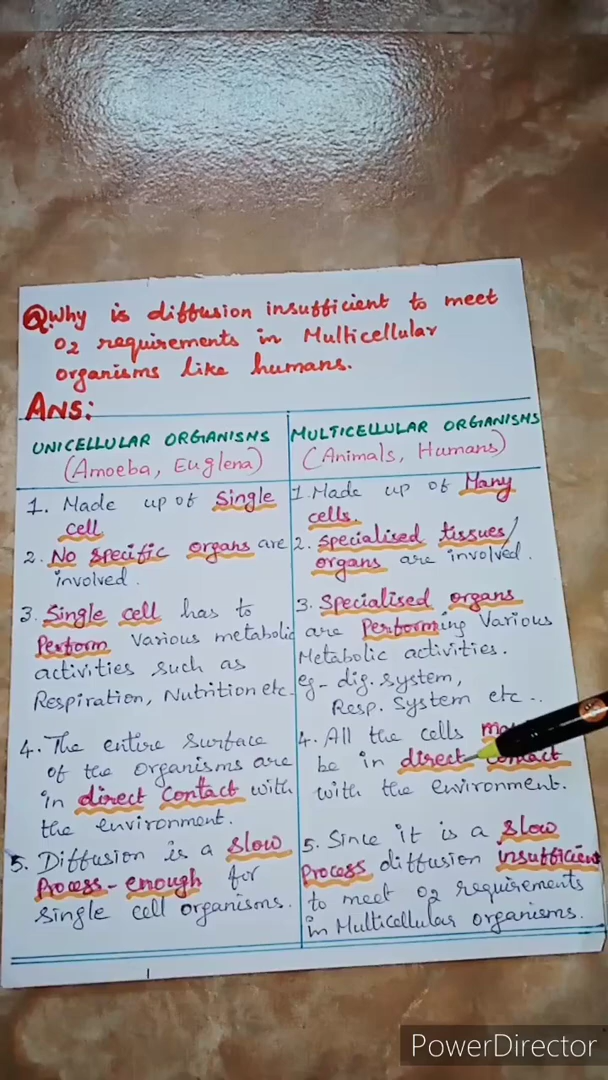 Q. Why is diffusion insufficient to meet
O2 requirements in Multicellular
organisms like humans.
ANS:
UNICELLULAR ORGANISMS
(Amoeba, Euglena)
1. Made up of Single
cell
2. No specific organs are
involved.
3. Single cell has to
Perform various metabolic
activities such as
Respiration, Nutrition etc.
4. The entire Surface
of the organisms are
in direct contact with
the environment.
5. Diffusion is a slow
Process - enough for
single cell organisms.
MULTICELLULAR ORGANISMS
(Animals, Humans)
1. Made up of Many
cells.
2. specialised tissues/
organs are involved.
3. Specialised organs
are Performing Various
Metabolic activities.
eg - dig. system,
Resp. System etc..
4. All the cells
be in direct contact
with the environment.
5. Since it is a slow
Process diffusion insufficient
to meet O2 requirements
in Multicellular organisms.
PowerDirector